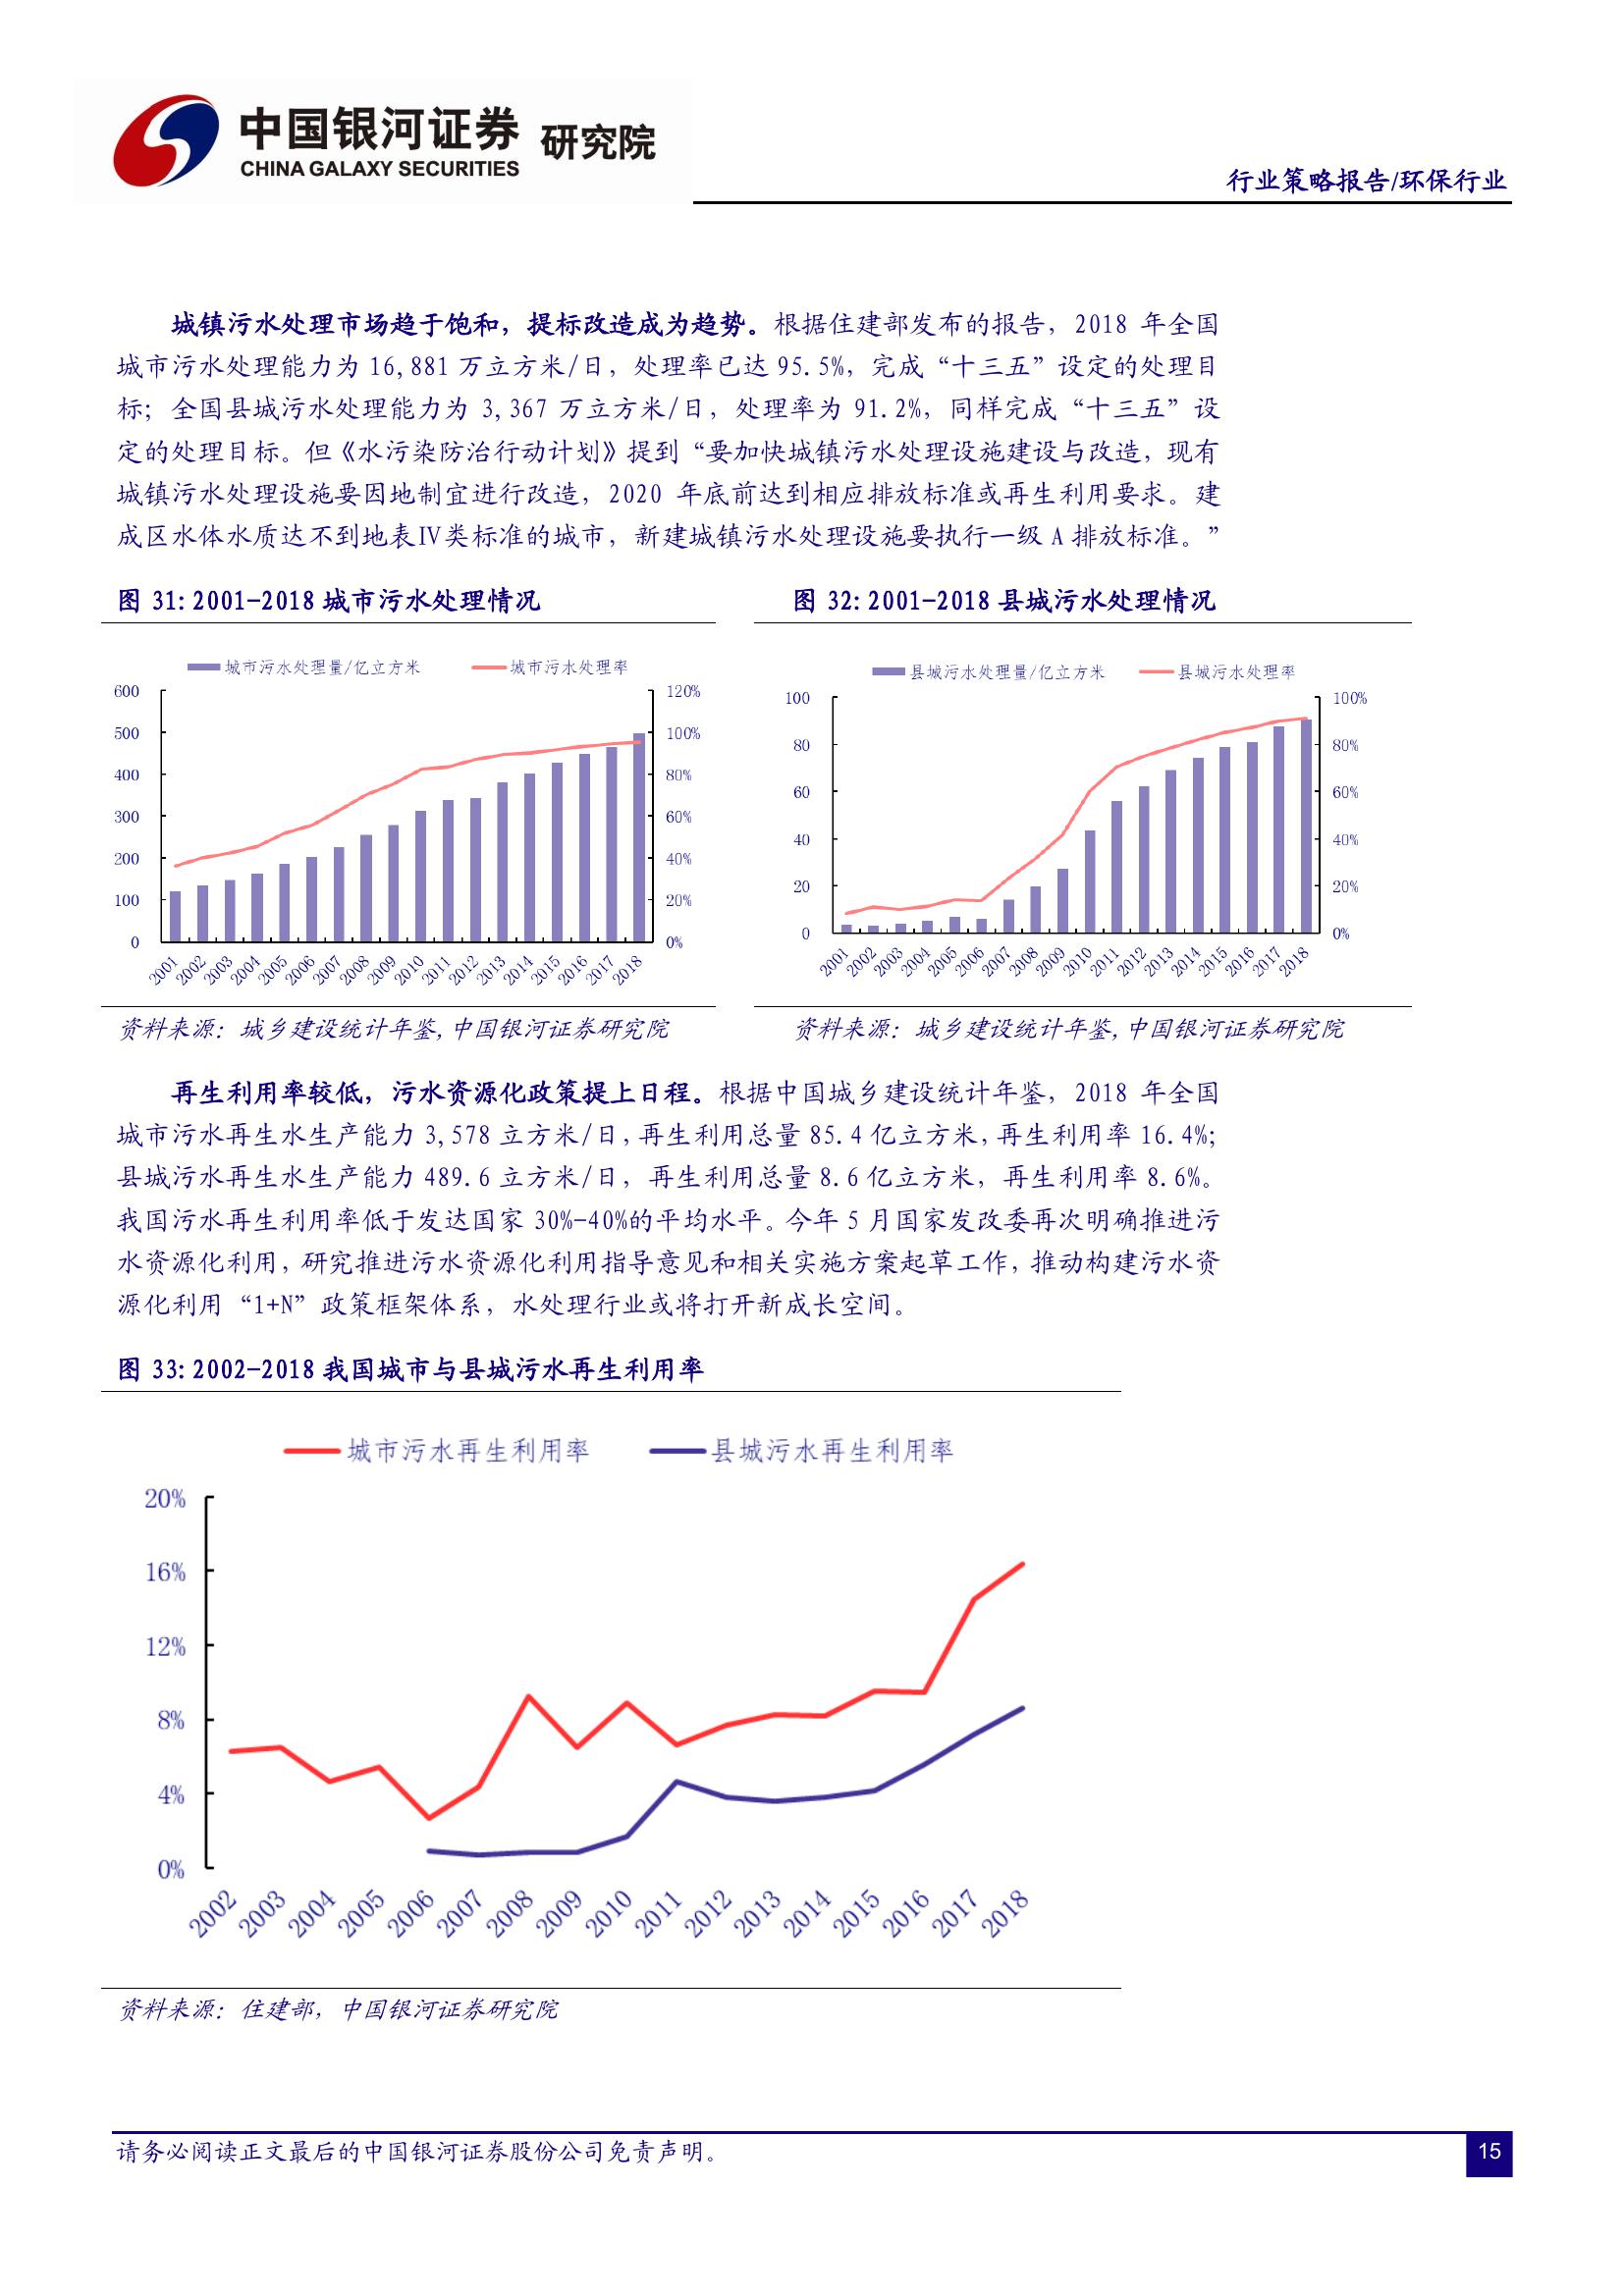 中国银河证券 研究院
CHINA GALAXY SECURITIES
行业策略报告/环保行业
城镇污水处理市场趋于饱和，提标改造成为趋势。根据住建部发布的报告，2018 年全国
城市污水处理能力为 16,881 万立方米/日，处理率已达 95.5%，完成“十三五”设定的处理目
标；全国县城污水处理能力为 3,367 万立方米/日，处理率为 91.2%，同样完成“十三五”设
定的处理目标。但《水污染防治行动计划》提到“要加快城镇污水处理设施建设与改造，现有
城镇污水处理设施要因地制宜进行改造，2020 年底前达到相应排放标准或再生利用要求。建
成区水体水质达不到地表Ⅳ类标准的城市，新建城镇污水处理设施要执行一级 A 排放标准。”
图 31: 2001-2018 城市污水处理情况
城市污水处理量/亿立方米 城市污水处理率
600
500
400
300
200
100
0
120%
100%
80%
60%
40%
20%
0%
2001 2002 2003 2004 2005 2006 2007 2008 2009 2010 2011 2012 2013 2014 2015 2016 2017 2018
资料来源：城乡建设统计年鉴, 中国银河证券研究院
图 32: 2001-2018 县城污水处理情况
县城污水处理量/亿立方米 县城污水处理率
100
80
60
40
20
0
100%
80%
60%
40%
20%
0%
2001 2002 2003 2004 2005 2006 2007 2008 2009 2010 2011 2012 2013 2014 2015 2016 2017 2018
资料来源：城乡建设统计年鉴, 中国银河证券研究院
再生利用率较低，污水资源化政策提上日程。根据中国城乡建设统计年鉴，2018 年全国
城市污水再生水生产能力 3,578 立方米/日，再生利用总量 85.4 亿立方米，再生利用率 16.4%；
县城污水再生水生产能力 489.6 立方米/日，再生利用总量 8.6 亿立方米，再生利用率 8.6%。
我国污水再生利用率低于发达国家 30%-40%的平均水平。今年 5 月国家发改委再次明确推进污
水资源化利用，研究推进污水资源化利用指导意见和相关实施方案起草工作，推动构建污水资
源化利用“1+N”政策框架体系，水处理行业或将打开新成长空间。
图 33: 2002-2018 我国城市与县城污水再生利用率
城市污水再生利用率 县城污水再生利用率
20%
16%
12%
8%
4%
0%
2002 2003 2004 2005 2006 2007 2008 2009 2010 2011 2012 2013 2014 2015 2016 2017 2018
资料来源：住建部，中国银河证券研究院
请务必阅读正文最后的中国银河证券股份公司免责声明。
15